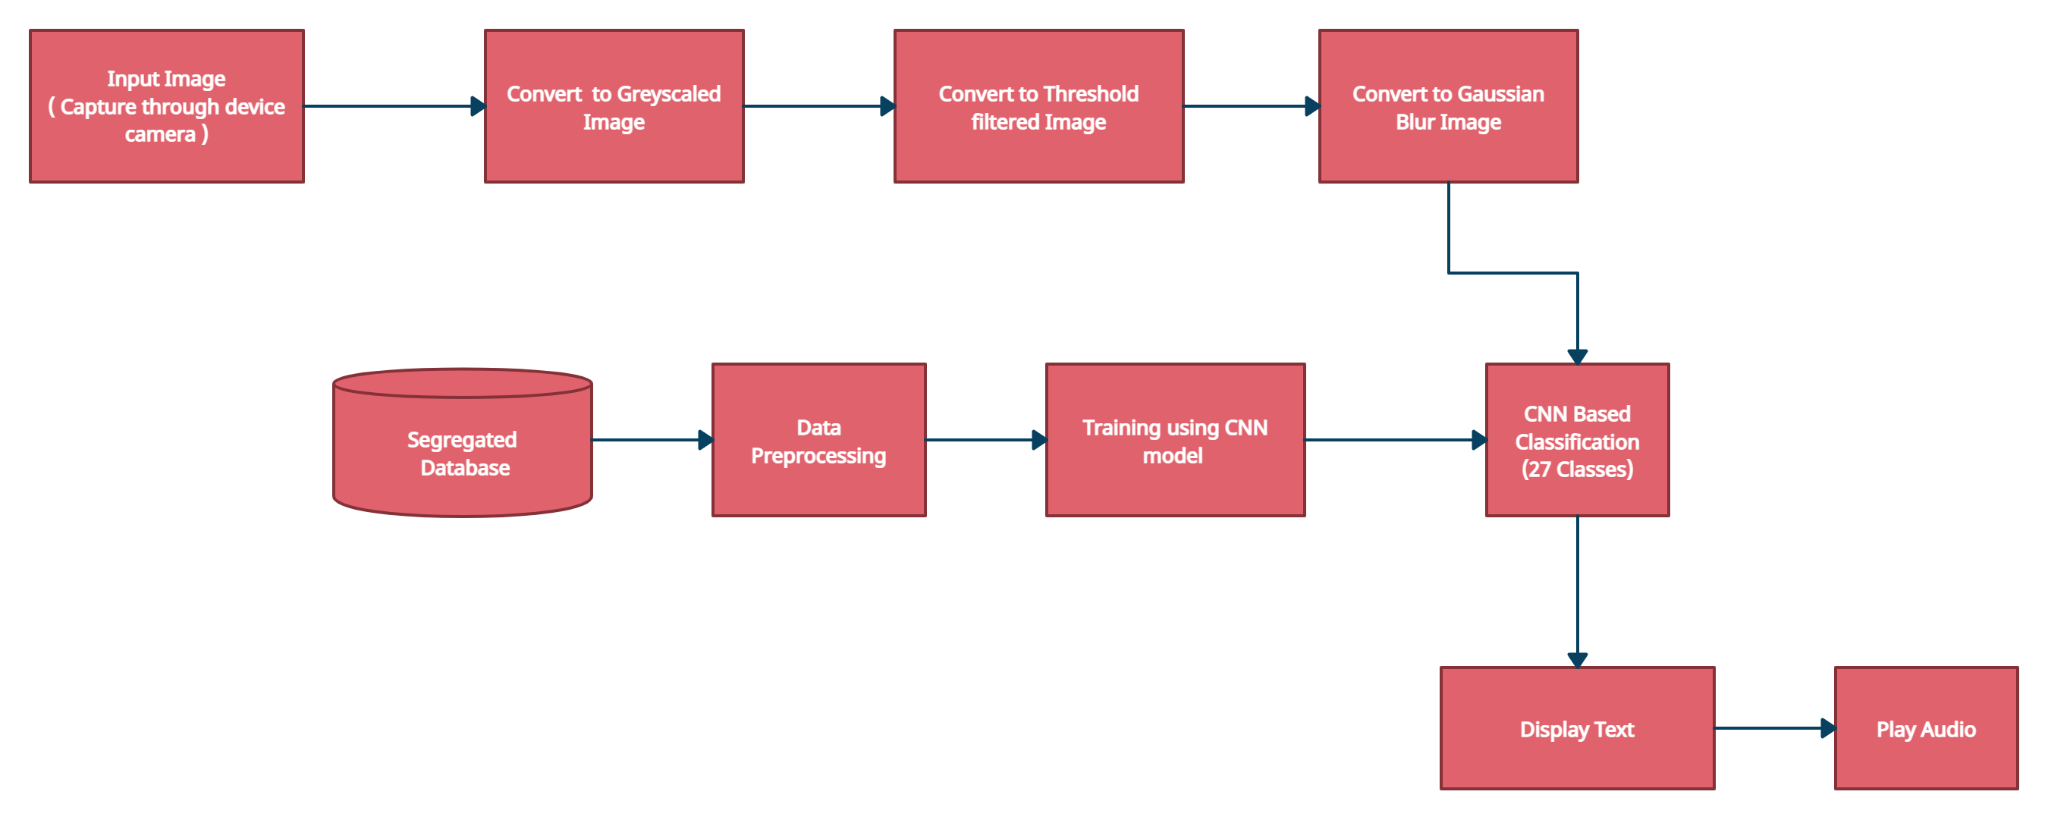 Input Image
( Capture through device
camera )
Convert  to Greyscaled
Image
Convert to Threshold
filtered Image
Convert to Gaussian
Blur Image
Segregated
Database
Data
Preprocessing
Training using CNN
model
CNN Based
Classification
(27 Classes)
Display Text
Play Audio